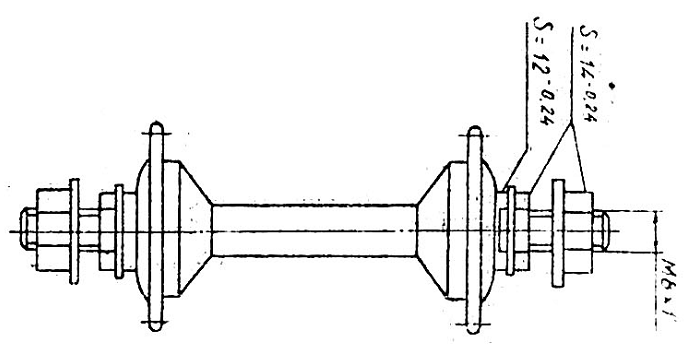 S = 14-0,24
S = 12-0,24
M6×1